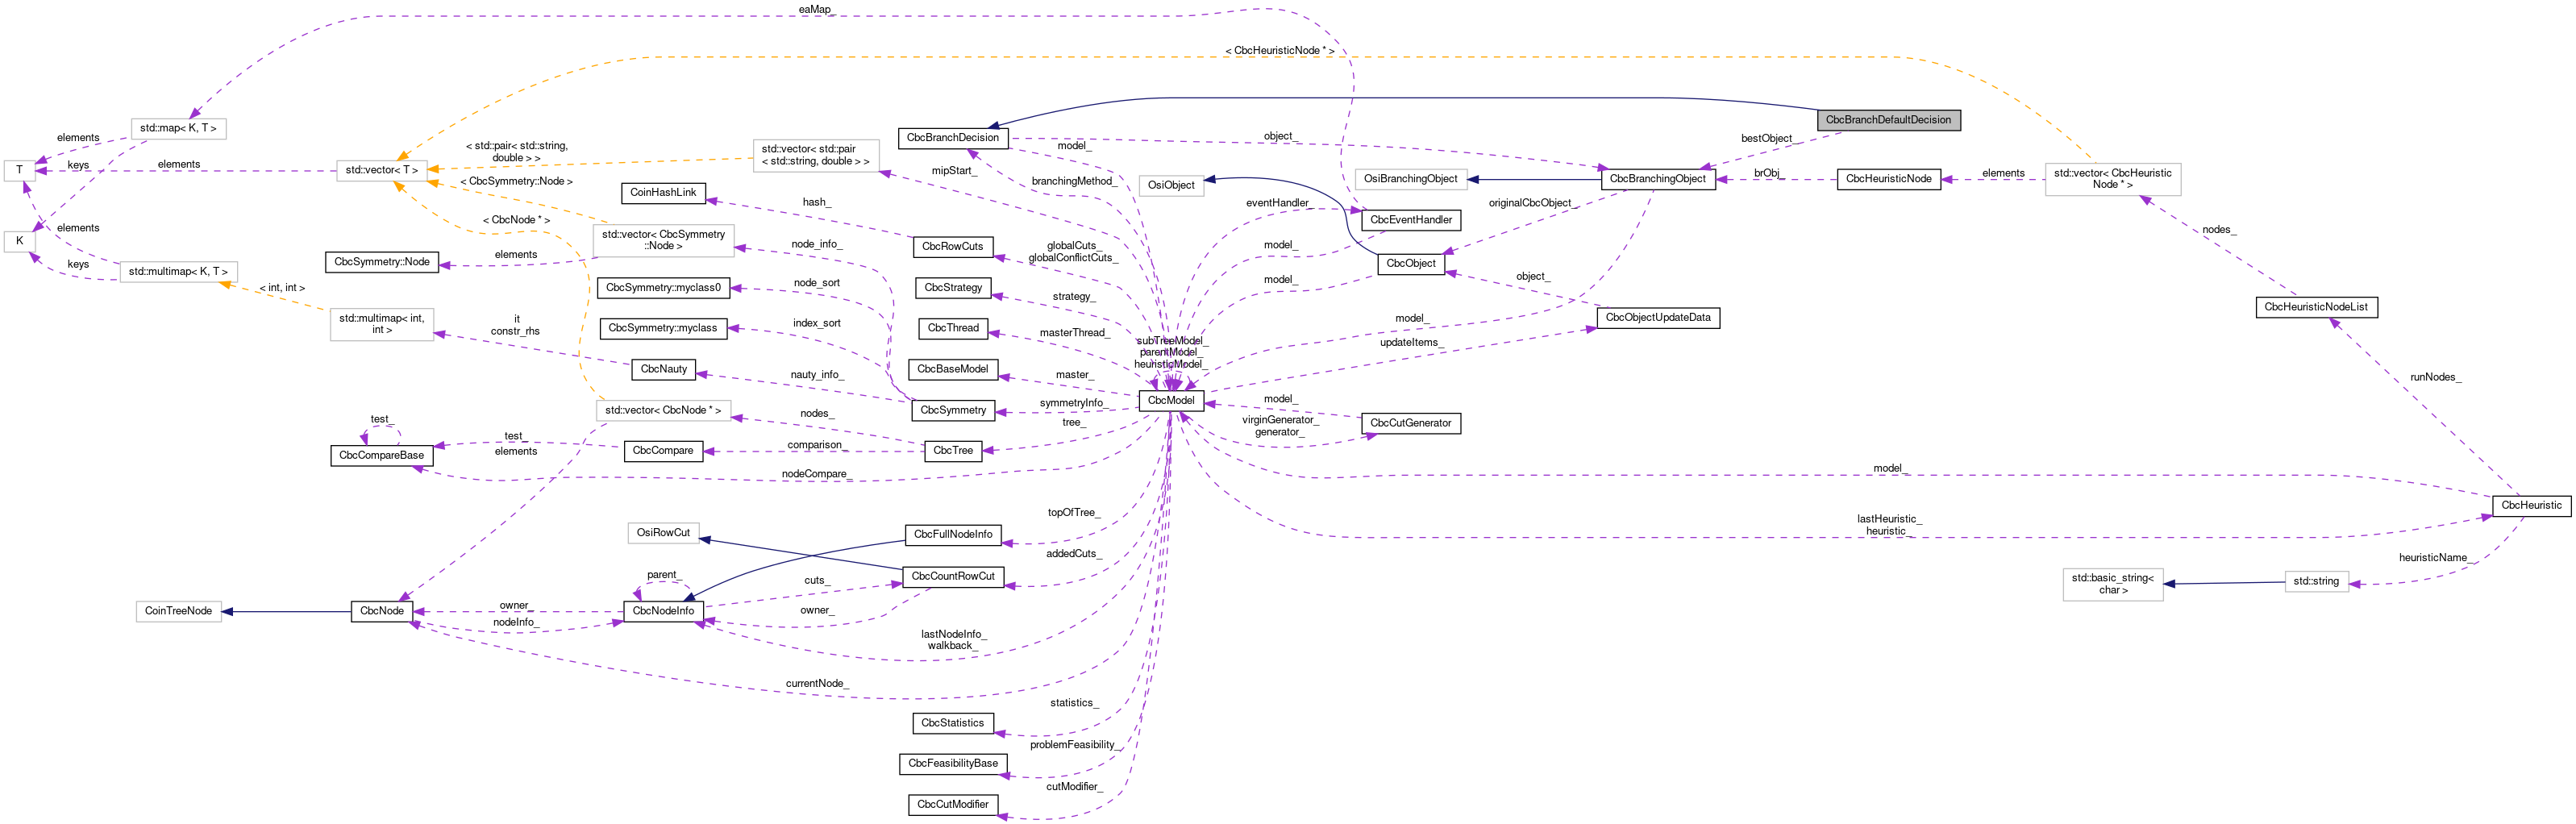 eaMap_
< CbcHeuristicNode * >
std::map< K, T >
elements
keys
T
elements
K
elements
keys
std::multimap< K, T >
< int, int >
std::vector< T >
< std::pair< std::string,
double > >
< CbcSymmetry::Node >
< CbcNode * >
std::vector< std::pair
< std::string, double > >
CoinHashLink
hash_
std::vector< CbcSymmetry
::Node >
node_info_
CbcSymmetry::Node
elements
CbcSymmetry::myclass0
node_sort
std::multimap< int,
int >
it
constr_rhs
CbcSymmetry::myclass
index_sort
CbcNauty
nauty_info_
std::vector< CbcNode * >
nodes_
test_
CbcCompareBase
test_
elements
CbcCompare
comparison_
nodeCompare_
CbcBranchDecision
object_
model_
mipStart_
branchingMethod_
CbcRowCuts
globalCuts_
globalConflictCuts_
CbcStrategy
strategy_
CbcThread
masterThread_
CbcBaseModel
master_
CbcSymmetry
symmetryInfo_
CbcTree
tree_
subTreeModel_
parentModel_
heuristicModel_
CbcModel
OsiObject
eventHandler_
CbcEventHandler
model_
CbcObject
model_
OsiBranchingObject
CbcBranchingObject
originalCbcObject_
object_
model_
CbcObjectUpdateData
updateItems_
model_
virginGenerator_
generator_
CbcCutGenerator
CbcBranchDefaultDecision
bestObject_
brObj_
CbcHeuristicNode
elements
std::vector< CbcHeuristic
Node * >
nodes_
CbcHeuristicNodeList
runNodes_
model_
CbcHeuristic
lastHeuristic_
heuristic_
heuristicName_
std::basic_string<
char >
std::string
OsiRowCut
CbcFullNodeInfo
topOfTree_
CbcCountRowCut
addedCuts_
parent_
cuts_
CoinTreeNode
CbcNode
owner_
nodeInfo_
CbcNodeInfo
owner_
lastNodeInfo_
walkback_
currentNode_
CbcStatistics
statistics_
CbcFeasibilityBase
problemFeasibility_
CbcCutModifier
cutModifier_